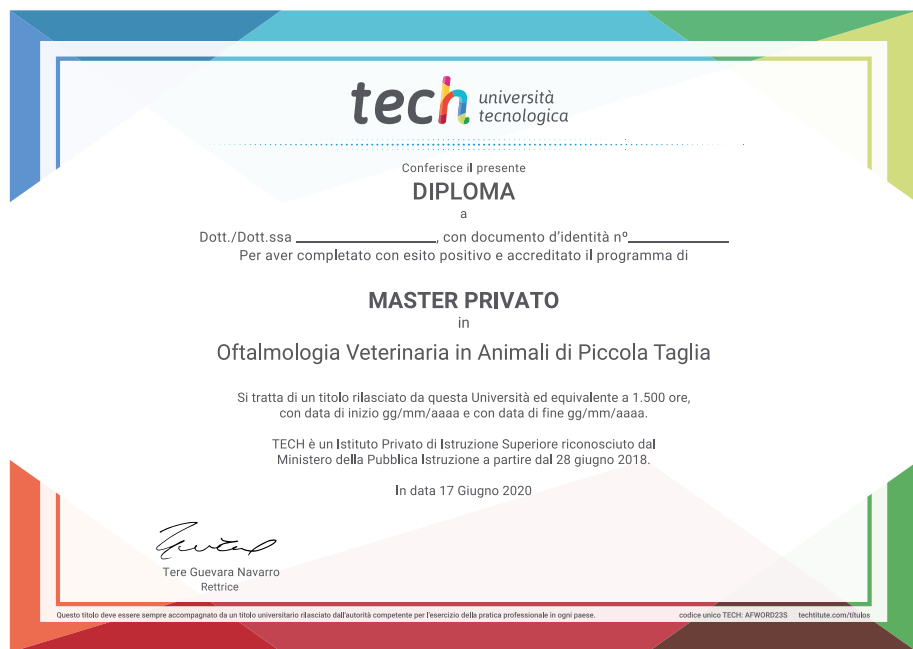 tech università
tecnologica
Conferisce il presente
DIPLOMA
a
Dott./Dott.ssa ________________, con documento d'identità nº____________
Per aver completato con esito positivo e accreditato il programma di
MASTER PRIVATO
in
Oftalmologia Veterinaria in Animali di Piccola Taglia
Si tratta di un titolo rilasciato da questa Università ed equivalente a 1.500 ore,
con data di inizio gg/mm/aaaa e con data di fine gg/mm/aaaa.
TECH è un Istituto Privato di Istruzione Superiore riconosciuto dal
Ministero della Pubblica Istruzione a partire dal 28 giugno 2018.
In data 17 Giugno 2020
Tere Guevara Navarro
Rettrice
Questo titolo deve essere sempre accompagnato da un titolo universitario rilasciato dall'autorità competente per l'esercizio della pratica professionale in ogni paese. codice unico TECH: AFWORD23S techtitute.com/títulos